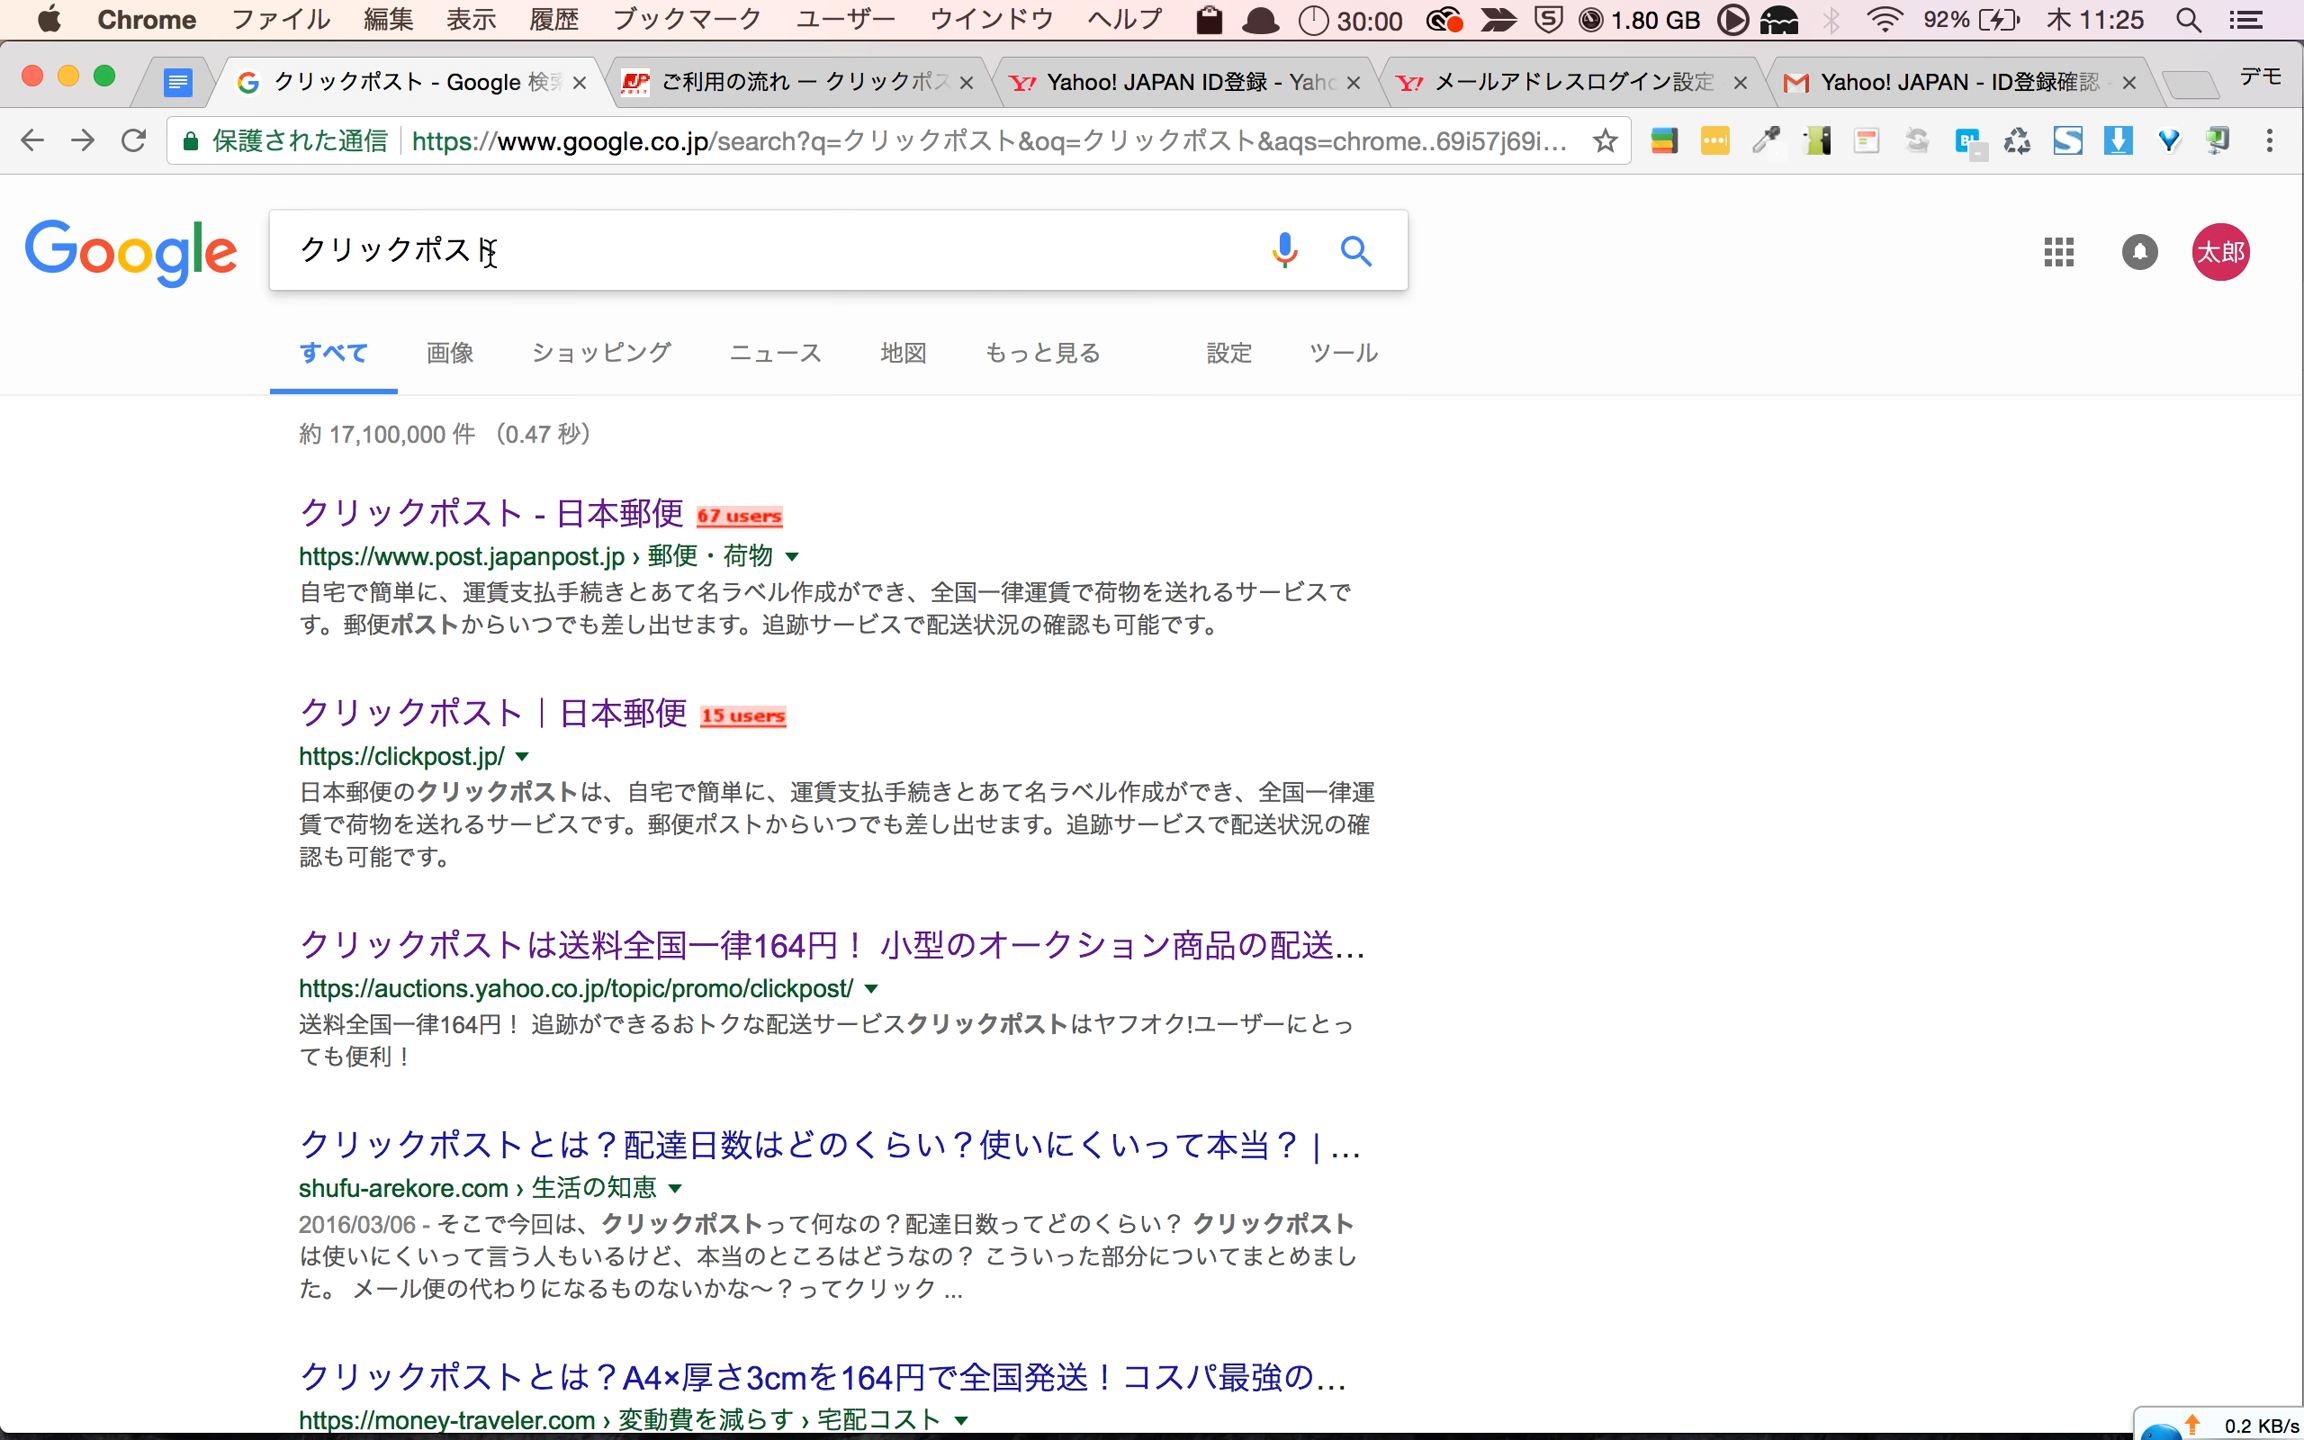 Chrome ファイル 編集 表示 履歴 ブックマーク ユーザー ウインドウ ヘルプ 30:00 1.80 GB 92% 木 11:25
クリックポスト - Google 検索 ご利用の流れ ー クリックポス Yahoo! JAPAN ID登録 - Yaho メールアドレスログイン設定 Yahoo! JAPAN - ID登録確認 デモ
保護された通信 https://www.google.co.jp/search?q=クリックポスト&oq=クリックポスト&aqs=chrome..69i57j69i...
Google クリックポスト 太郎
すべて 画像 ショッピング ニュース 地図 もっと見る 設定 ツール
約 17,100,000 件 （0.47 秒）
クリックポスト - 日本郵便 67 users
https://www.post.japanpost.jp › 郵便・荷物
自宅で簡単に、運賃支払手続きとあて名ラベル作成ができ、全国一律運賃で荷物を送れるサービスで
す。郵便ポストからいつでも差し出せます。追跡サービスで配送状況の確認も可能です。
クリックポスト｜日本郵便 15 users
https://clickpost.jp/
日本郵便のクリックポストは、自宅で簡単に、運賃支払手続きとあて名ラベル作成ができ、全国一律運
賃で荷物を送れるサービスです。郵便ポストからいつでも差し出せます。追跡サービスで配送状況の確
認も可能です。
クリックポストは送料全国一律164円！ 小型のオークション商品の配送...
https://auctions.yahoo.co.jp/topic/promo/clickpost/
送料全国一律164円！ 追跡ができるおトクな配送サービスクリックポストはヤフオク!ユーザーにとっ
ても便利！
クリックポストとは？配達日数はどのくらい？使いにくいって本当？ | ...
shufu-arekore.com › 生活の知恵
2016/03/06 - そこで今回は、クリックポストって何なの？配達日数ってどのくらい？ クリックポスト
は使いにくいって言う人もいるけど、本当のところはどうなの？ こういった部分についてまとめまし
た。 メール便の代わりになるものないかな〜？ってクリック ...
クリックポストとは？A4×厚さ3cmを164円で全国発送！コスパ最強の...
https://money-traveler.com › 変動費を減らす › 宅配コスト
0.2 KB/s